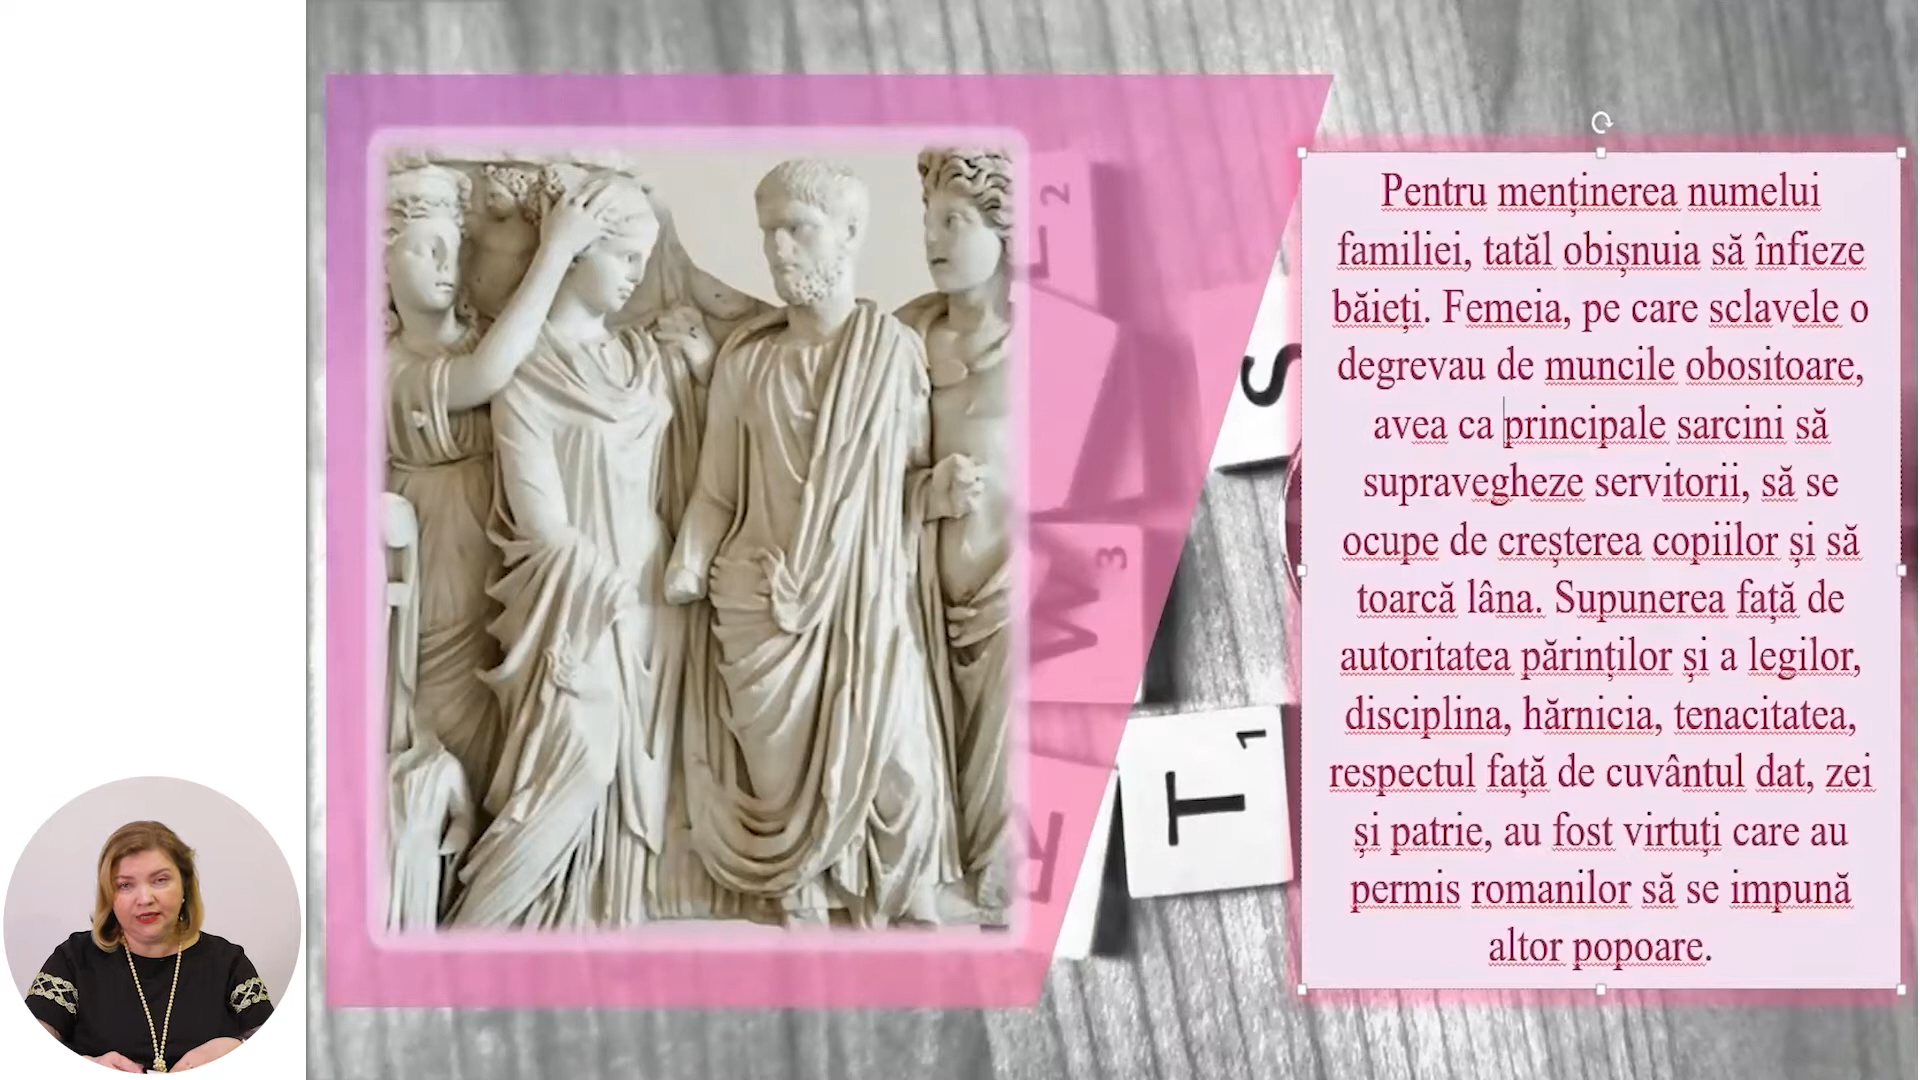 Pentru menținerea numelui
familiei, tatăl obișnuia să înfieze
băieți. Femeia, pe care sclavele o
degrevau de muncile obositoare,
avea ca principale sarcini să
supravegheze servitorii, să se
ocupe de creșterea copiilor și să
toarcă lâna. Supunerea față de
autoritatea părinților și a legilor,
disciplina, hărnicia, tenacitatea,
respectul față de cuvântul dat, zei
și patrie, au fost virtuți care au
permis romanilor să se impună
altor popoare.
L 2
S
W 3
T 1
R